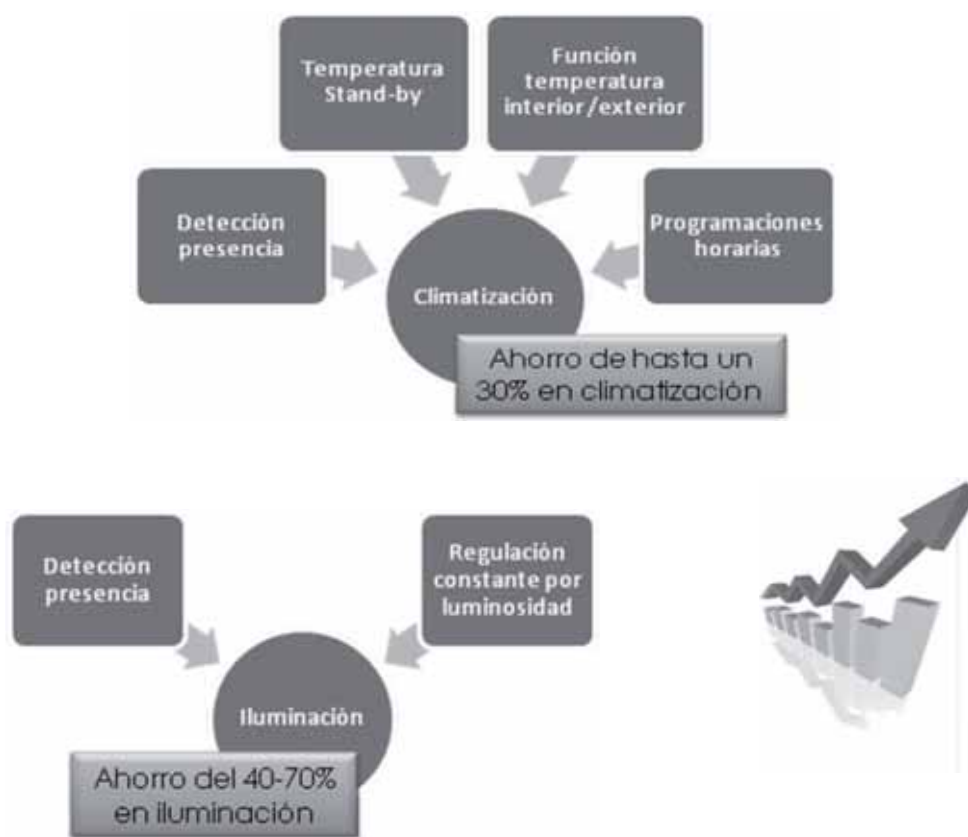 Temperatura
Stand-by
Función
temperatura
interior/exterior
Detección
presencia
Programaciones
horarias
Climatización
Ahorro de hasta un
30% en climatización
Detección
presencia
Regulación
constante por
luminosidad
Iluminación
Ahorro del 40-70%
en iluminación